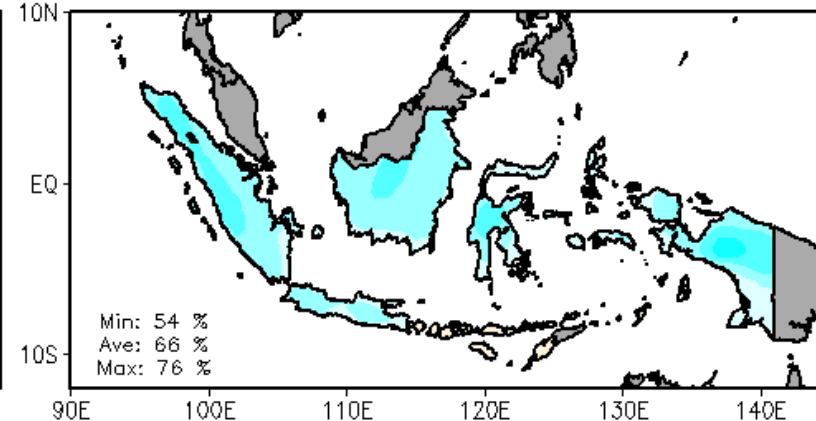 10N
EQ
Min: 54 %
Ave: 66 %
Max: 76 %
10S
90E 100E 110E 120E 130E 140E